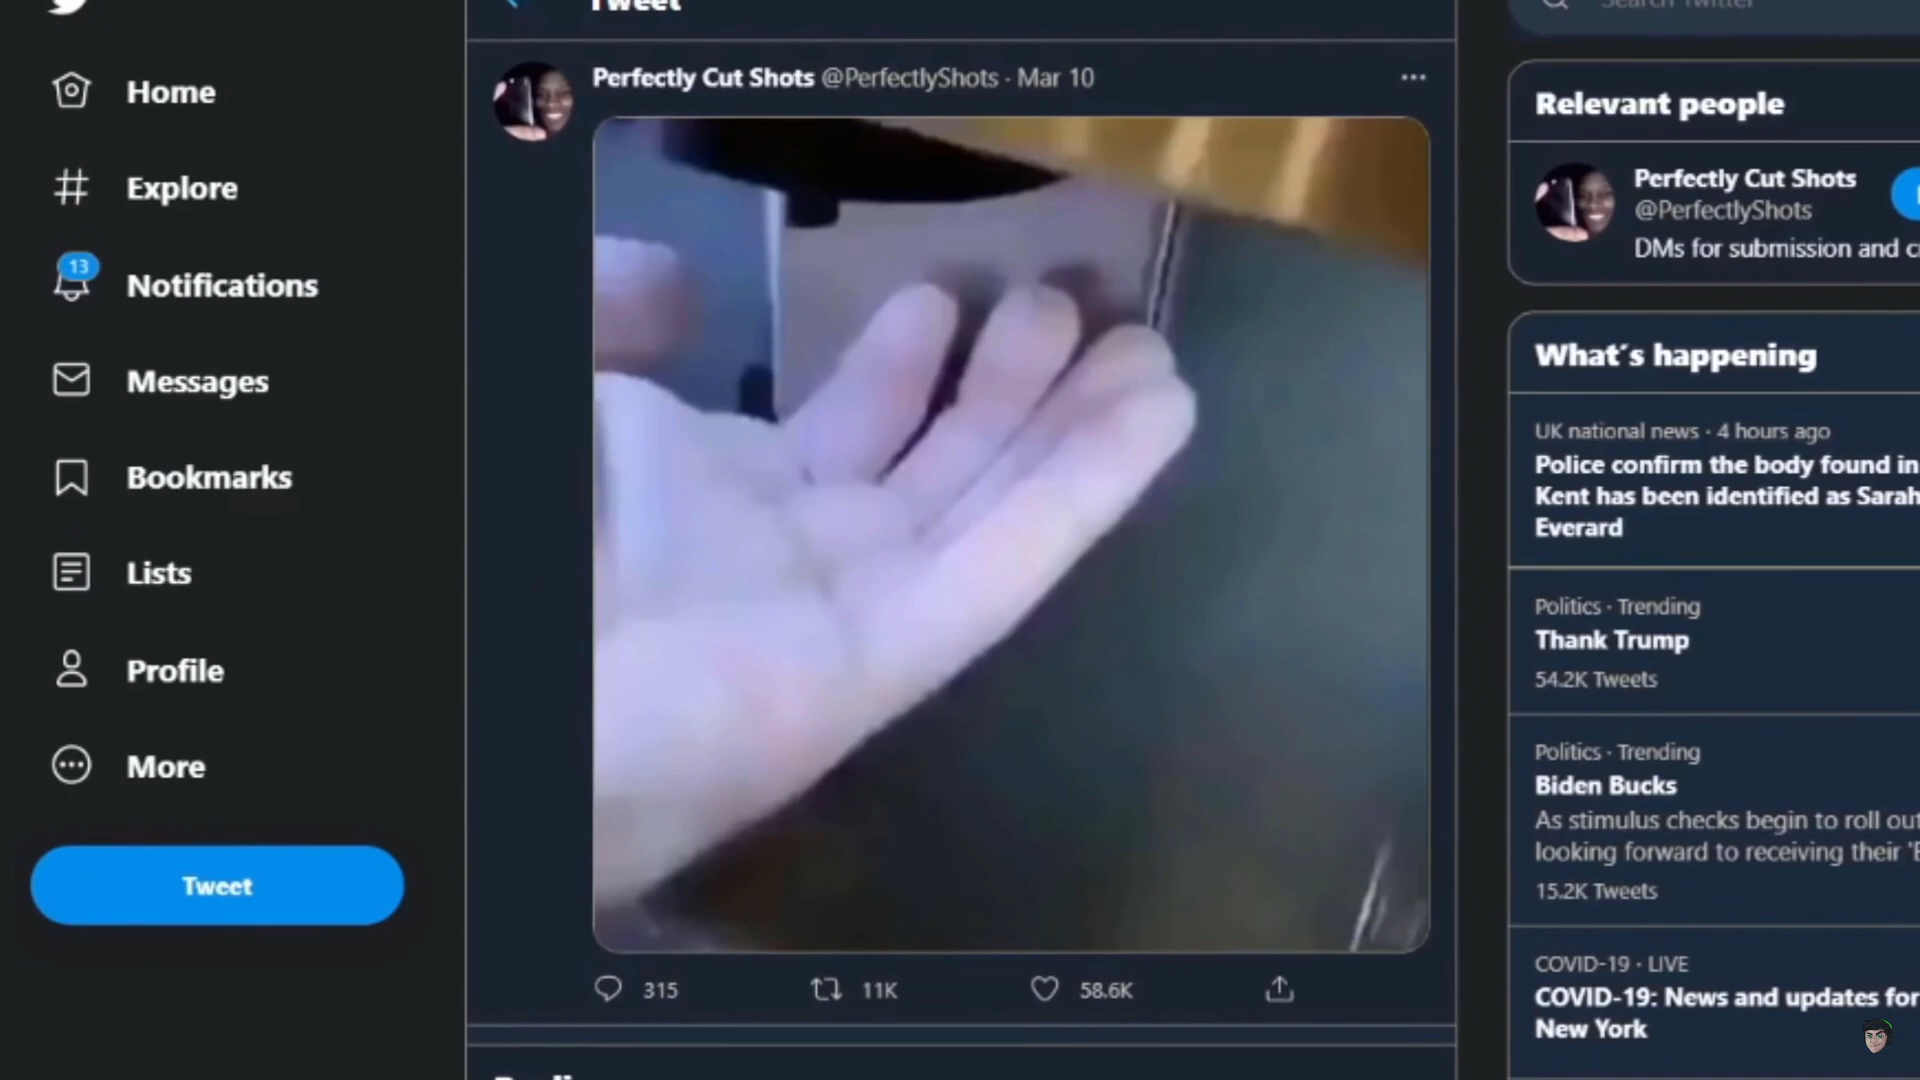 Tweet
Search Twitter
Home
Explore
13
Notifications
Messages
Bookmarks
Lists
Profile
More
Tweet
Perfectly Cut Shots @PerfectlyShots · Mar 10
315
11K
58.6K
Relevant people
Perfectly Cut Shots
@PerfectlyShots
DMs for submission and
What´s happening
UK national news · 4 hours ago
Police confirm the body found in
Kent has been identified as Sarah
Everard
Politics · Trending
Thank Trump
54.2K Tweets
Politics · Trending
Biden Bucks
As stimulus checks begin to roll out
looking forward to receiving their
15.2K Tweets
COVID-19 · LIVE
COVID-19: News and updates for
New York